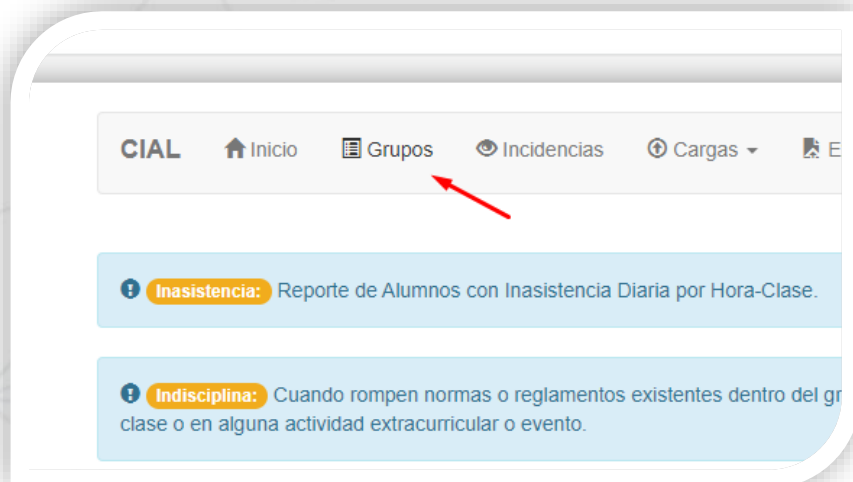 CIAL Inicio Grupos Incidencias Cargas E
Inasistencia: Reporte de Alumnos con Inasistencia Diaria por Hora-Clase.
Indisciplina: Cuando rompen normas o reglamentos existentes dentro del gr
clase o en alguna actividad extracurricular o evento.